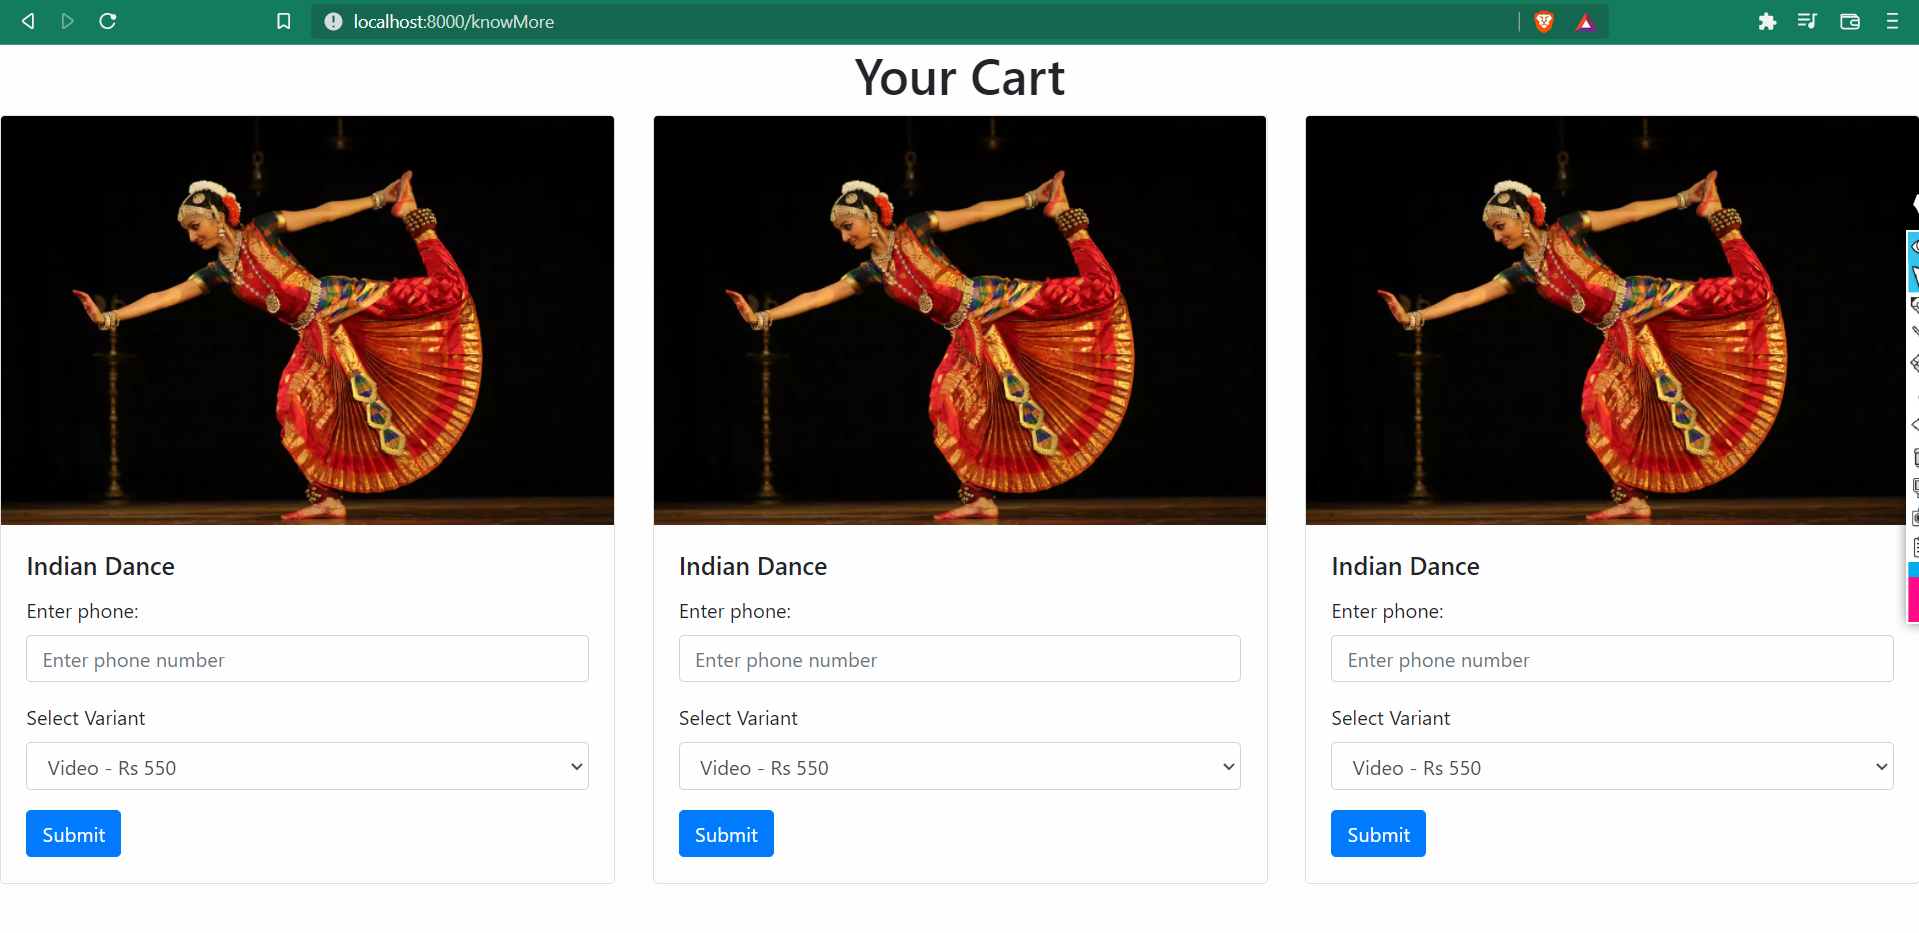 localhost:8000/knowMore
Your Cart
Indian Dance
Enter phone:
Enter phone number
Select Variant
Video - Rs 550
Submit
Indian Dance
Enter phone:
Enter phone number
Select Variant
Video - Rs 550
Submit
Indian Dance
Enter phone:
Enter phone number
Select Variant
Video - Rs 550
Submit